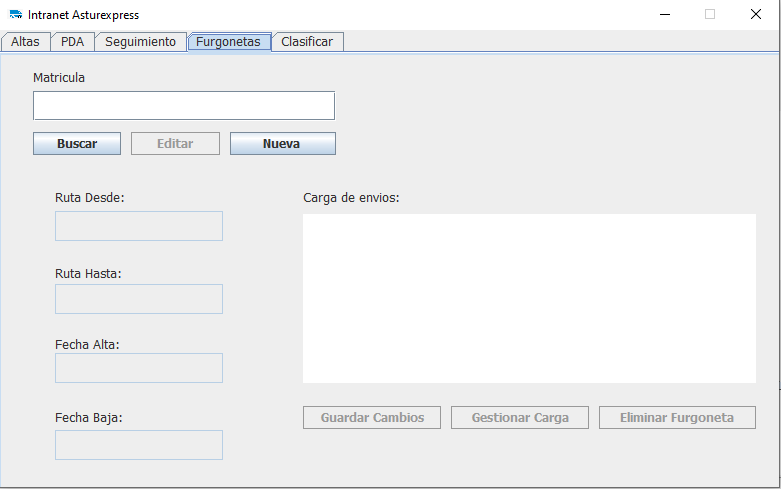 Intranet Asturexpress
Altas PDA Seguimiento Furgonetas Clasificar
Matricula
Buscar Editar Nueva
Ruta Desde:
Carga de envios:
Ruta Hasta:
Fecha Alta:
Fecha Baja:
Guardar Cambios Gestionar Carga Eliminar Furgoneta